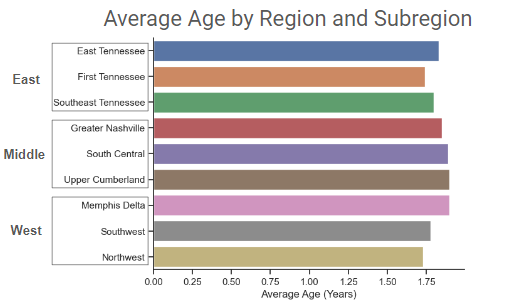 Average Age by Region and Subregion
East
East Tennessee
First Tennessee
Southeast Tennessee
Middle
Greater Nashville
South Central
Upper Cumberland
West
Memphis Delta
Southwest
Northwest
0.00 0.25 0.50 0.75 1.00 1.25 1.50 1.75
Average Age (Years)